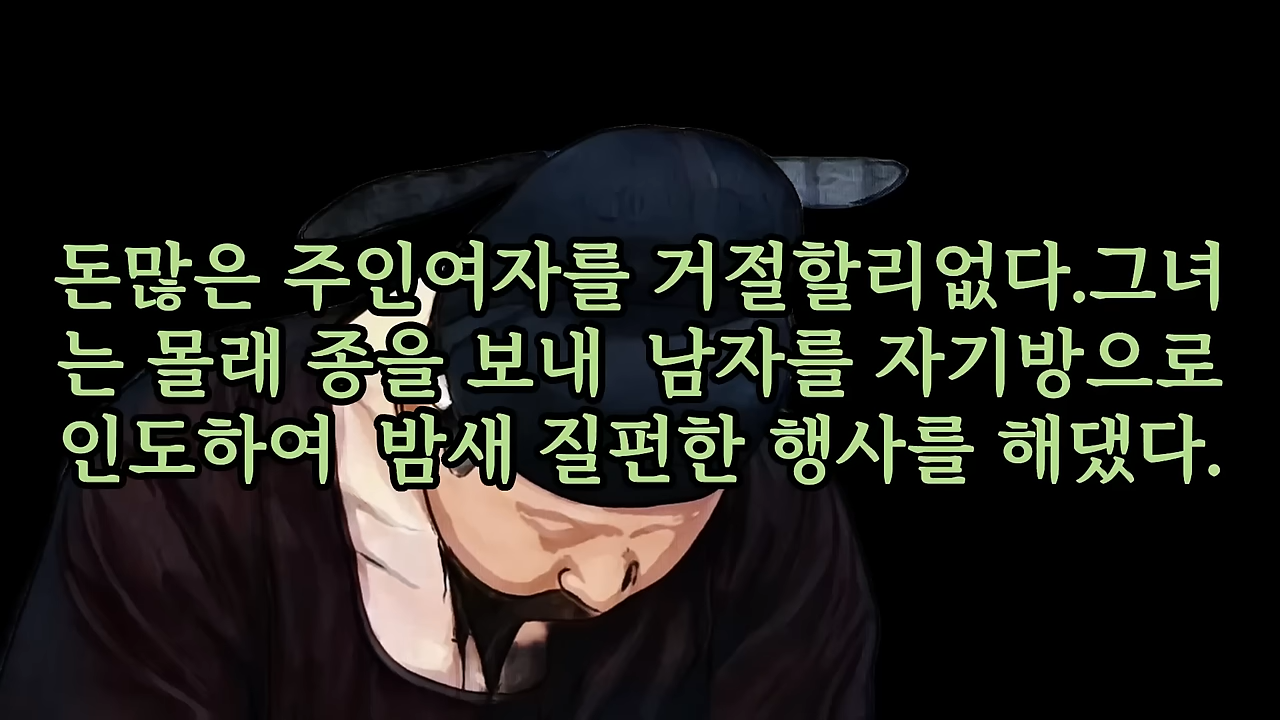 돈많은 주인여자를 거절할리없다.그녀
는 몰래 종을 보내  남자를 자기방으로
인도하여  밤새 질펀한 행사를 해댔다.